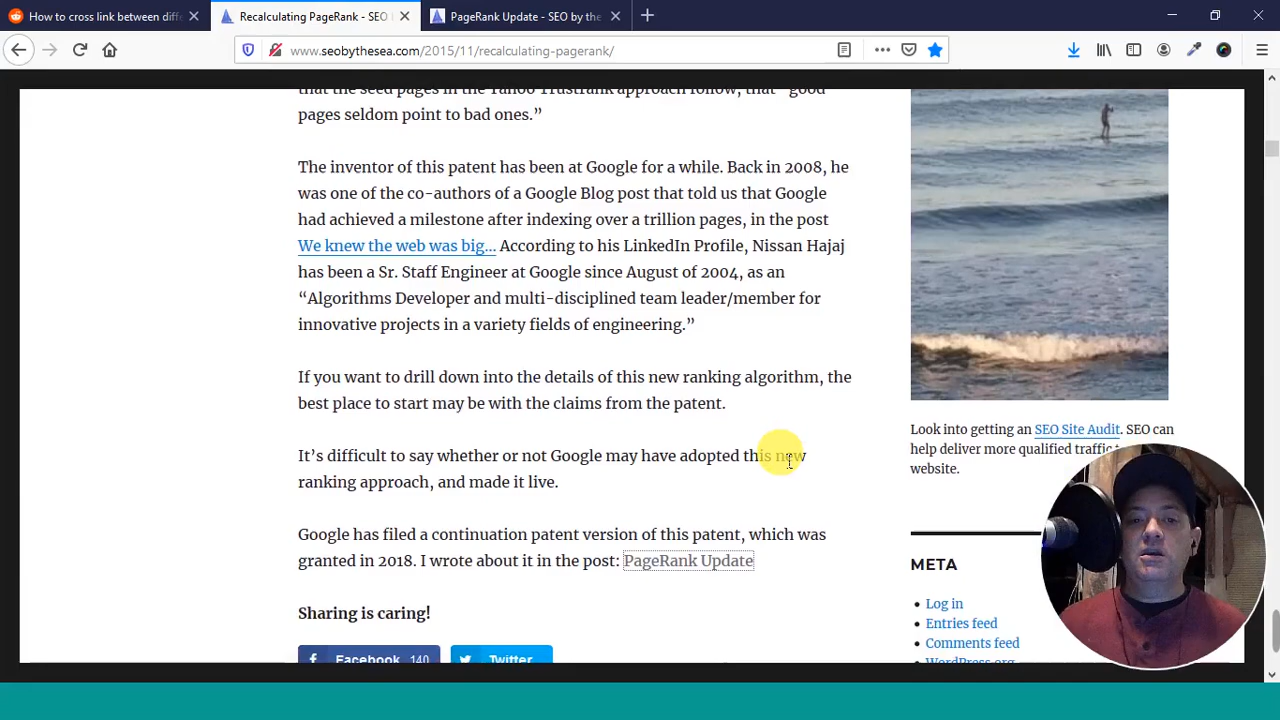 How to cross link between diffe
Recalculating PageRank - SEO
PageRank Update - SEO by the
www.seobythesea.com/2015/11/recalculating-pagerank/
that the seed pages in the Yahoo Trustrank approach follow, that “good
pages seldom point to bad ones.”
The inventor of this patent has been at Google for a while. Back in 2008, he
was one of the co-authors of a Google Blog post that told us that Google
had achieved a milestone after indexing over a trillion pages, in the post
We knew the web was big… According to his LinkedIn Profile, Nissan Hajaj
has been a Sr. Staff Engineer at Google since August of 2004, as an
“Algorithms Developer and multi-disciplined team leader/member for
innovative projects in a variety fields of engineering.”
If you want to drill down into the details of this new ranking algorithm, the
best place to start may be with the claims from the patent.
It’s difficult to say whether or not Google may have adopted this new
ranking approach, and made it live.
Google has filed a continuation patent version of this patent, which was
granted in 2018. I wrote about it in the post: PageRank Update
Sharing is caring!
Facebook 140
Twitter
Look into getting an SEO Site Audit. SEO can
help deliver more qualified traffic to
website.
META
Log in
Entries feed
Comments feed
WordPress.org